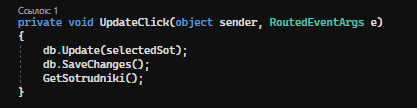 Ссылок: 1
private void UpdateClick(object sender, RoutedEventArgs e)
{
    db.Update(selectedSot);
    db.SaveChanges();
    GetSotrudniki();
}